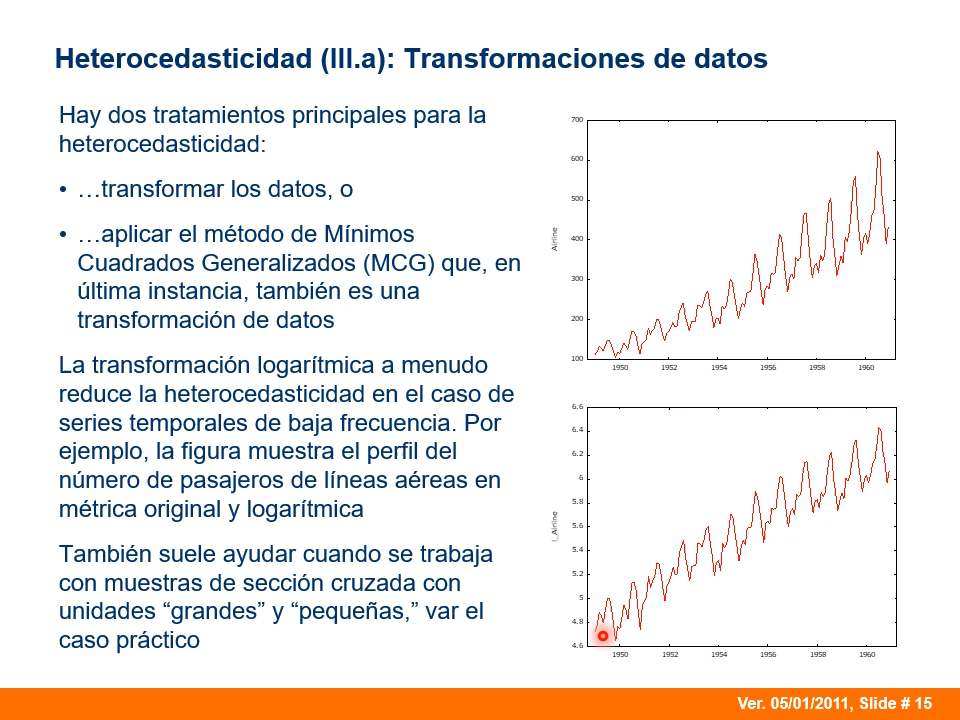 Heterocedasticidad (III.a): Transformaciones de datos
Hay dos tratamientos principales para la
heterocedasticidad:
• …transformar los datos, o
• …aplicar el método de Mínimos
Cuadrados Generalizados (MCG) que, en
última instancia, también es una
transformación de datos
La transformación logarítmica a menudo
reduce la heterocedasticidad en el caso de
series temporales de baja frecuencia. Por
ejemplo, la figura muestra el perfil del
número de pasajeros de líneas aéreas en
métrica original y logarítmica
También suele ayudar cuando se trabaja
con muestras de sección cruzada con
unidades “grandes” y “pequeñas,” var el
caso práctico
700
600
500
400
300
200
100
Airline
1950 1952 1954 1956 1958 1960
6.6
6.4
6.2
6
5.8
5.6
5.4
5.2
5
4.8
4.6
l_Airline
1950 1952 1954 1956 1958 1960
Ver. 05/01/2011, Slide # 15